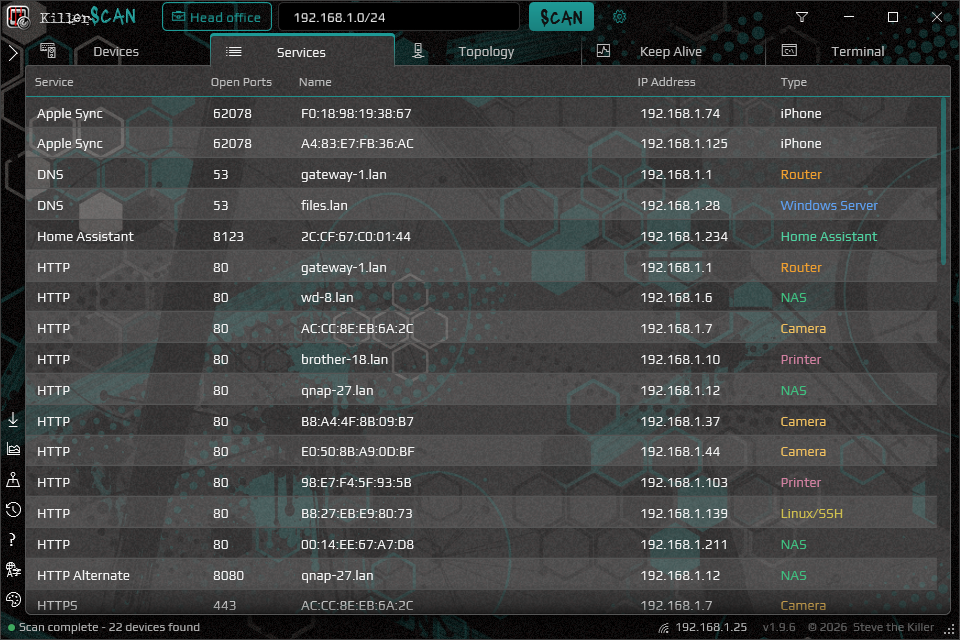 KillerSCAN Head office 192.168.1.0/24 SCAN
Devices Services Topology Keep Alive Terminal
Service Open Ports Name IP Address Type
Apple Sync 62078 F0:18:98:19:38:67 192.168.1.74 iPhone
Apple Sync 62078 A4:83:E7:FB:36:AC 192.168.1.125 iPhone
DNS 53 gateway-1.lan 192.168.1.1 Router
DNS 53 files.lan 192.168.1.28 Windows Server
Home Assistant 8123 2C:CF:67:C0:01:44 192.168.1.234 Home Assistant
HTTP 80 gateway-1.lan 192.168.1.1 Router
HTTP 80 wd-8.lan 192.168.1.6 NAS
HTTP 80 AC:CC:8E:EB:6A:2C 192.168.1.7 Camera
HTTP 80 brother-18.lan 192.168.1.10 Printer
HTTP 80 qnap-27.lan 192.168.1.12 NAS
HTTP 80 B8:A4:4F:8B:09:B7 192.168.1.37 Camera
HTTP 80 E0:50:8B:A9:0D:BF 192.168.1.44 Camera
HTTP 80 98:E7:F4:5F:93:5B 192.168.1.103 Printer
HTTP 80 B8:27:EB:E9:80:73 192.168.1.139 Linux/SSH
HTTP 80 00:14:EE:67:A7:D8 192.168.1.211 NAS
HTTP Alternate 8080 qnap-27.lan 192.168.1.12 NAS
HTTPS 443 AC:CC:8E:EB:6A:2C 192.168.1.7 Camera
Scan complete - 22 devices found 192.168.1.25 v1.9.6 © 2026 Steve the Killer